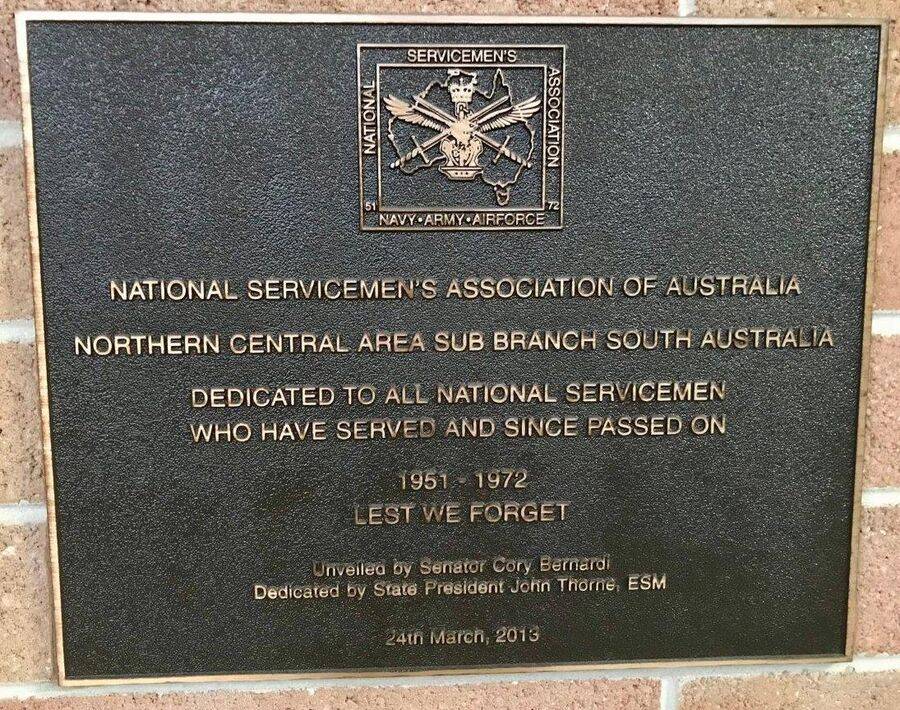 SERVICEMEN'S
NATIONAL
ASSOCIATION
51
72
NAVY•ARMY•AIRFORCE
NATIONAL SERVICEMEN'S ASSOCIATION OF AUSTRALIA
NORTHERN CENTRAL AREA SUB BRANCH SOUTH AUSTRALIA
DEDICATED TO ALL NATIONAL SERVICEMEN
WHO HAVE SERVED AND SINCE PASSED ON
1951 - 1972
LEST WE FORGET
Unveiled by Senator Cory Bernardi
Dedicated by State President John Thorne, ESM
24th March, 2013